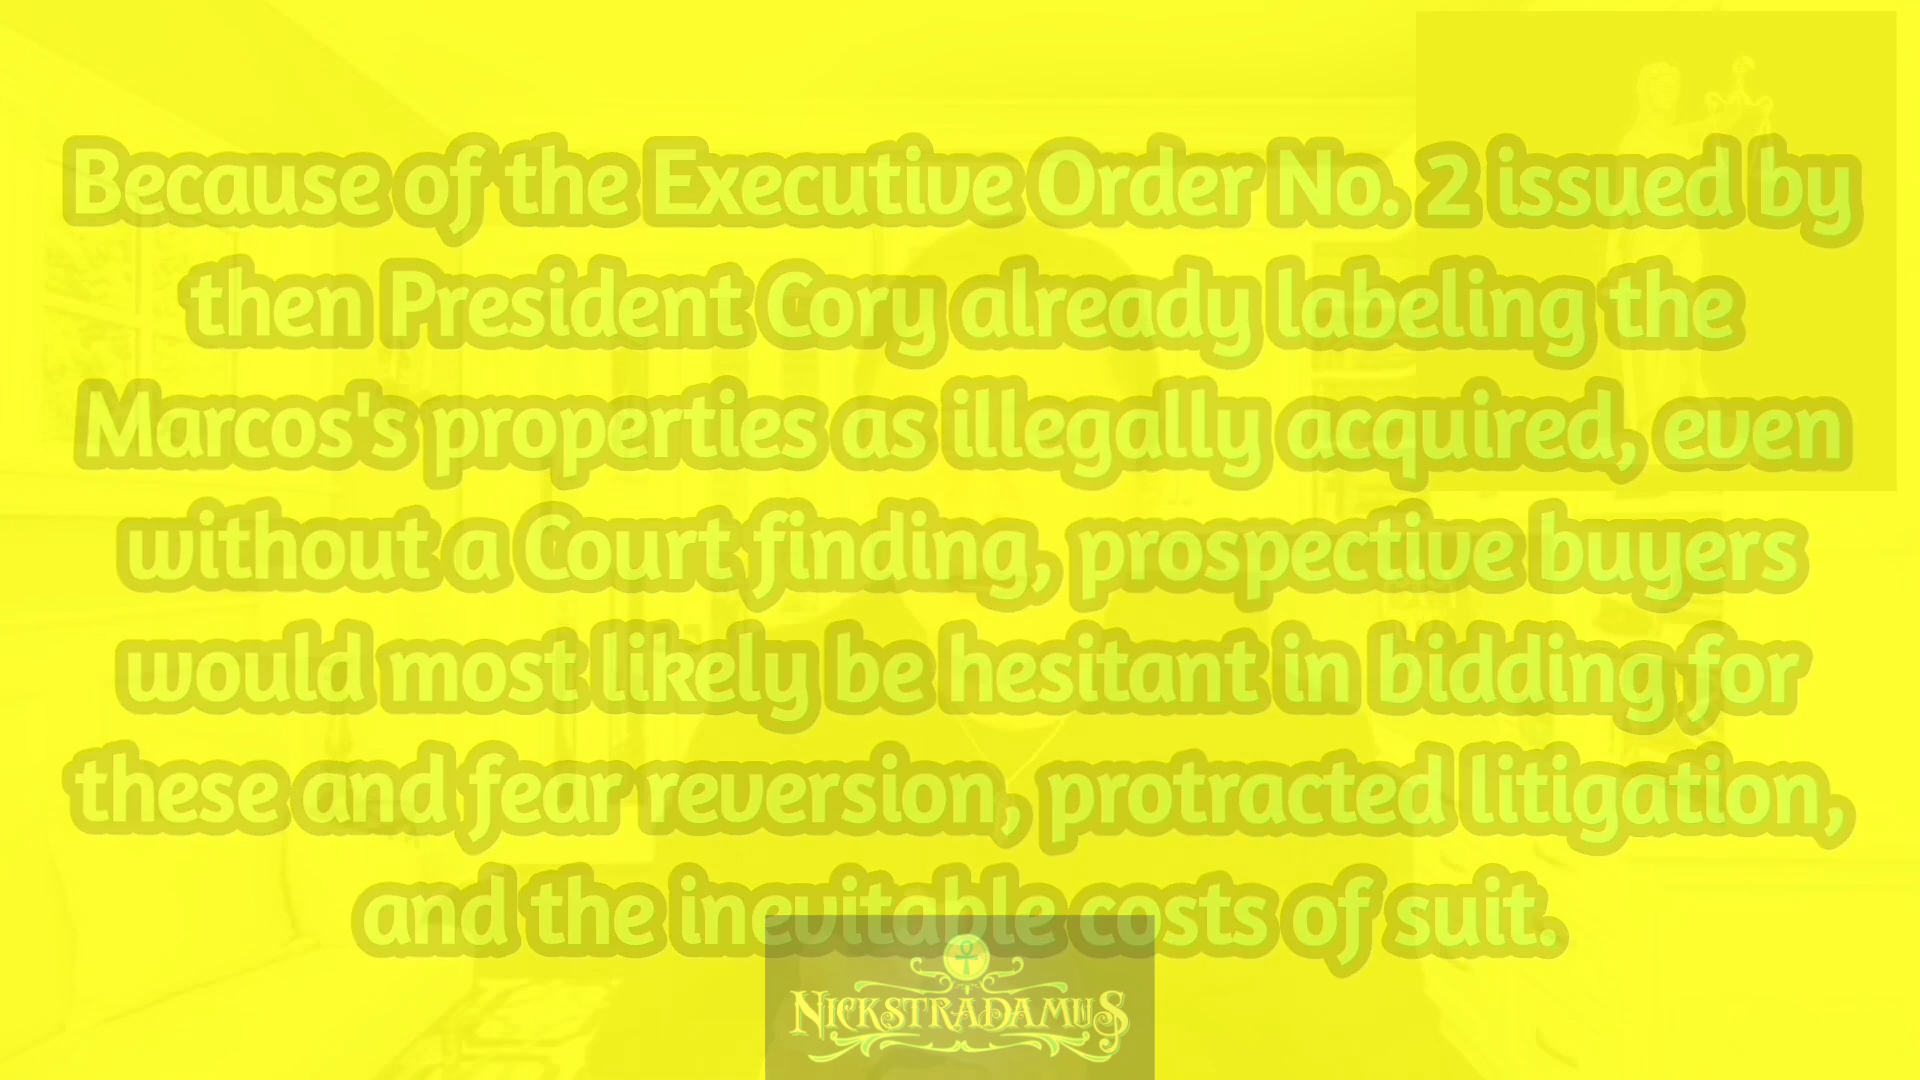 Because of the Executive Order No. 2 issued by
then President Cory already labeling the
Marcos's properties as illegally acquired, even
without a Court finding, prospective buyers
would most likely be hesitant in bidding for
these and fear reversion, protracted litigation,
and the inevitable costs of suit.
NICKSTRADAMUS